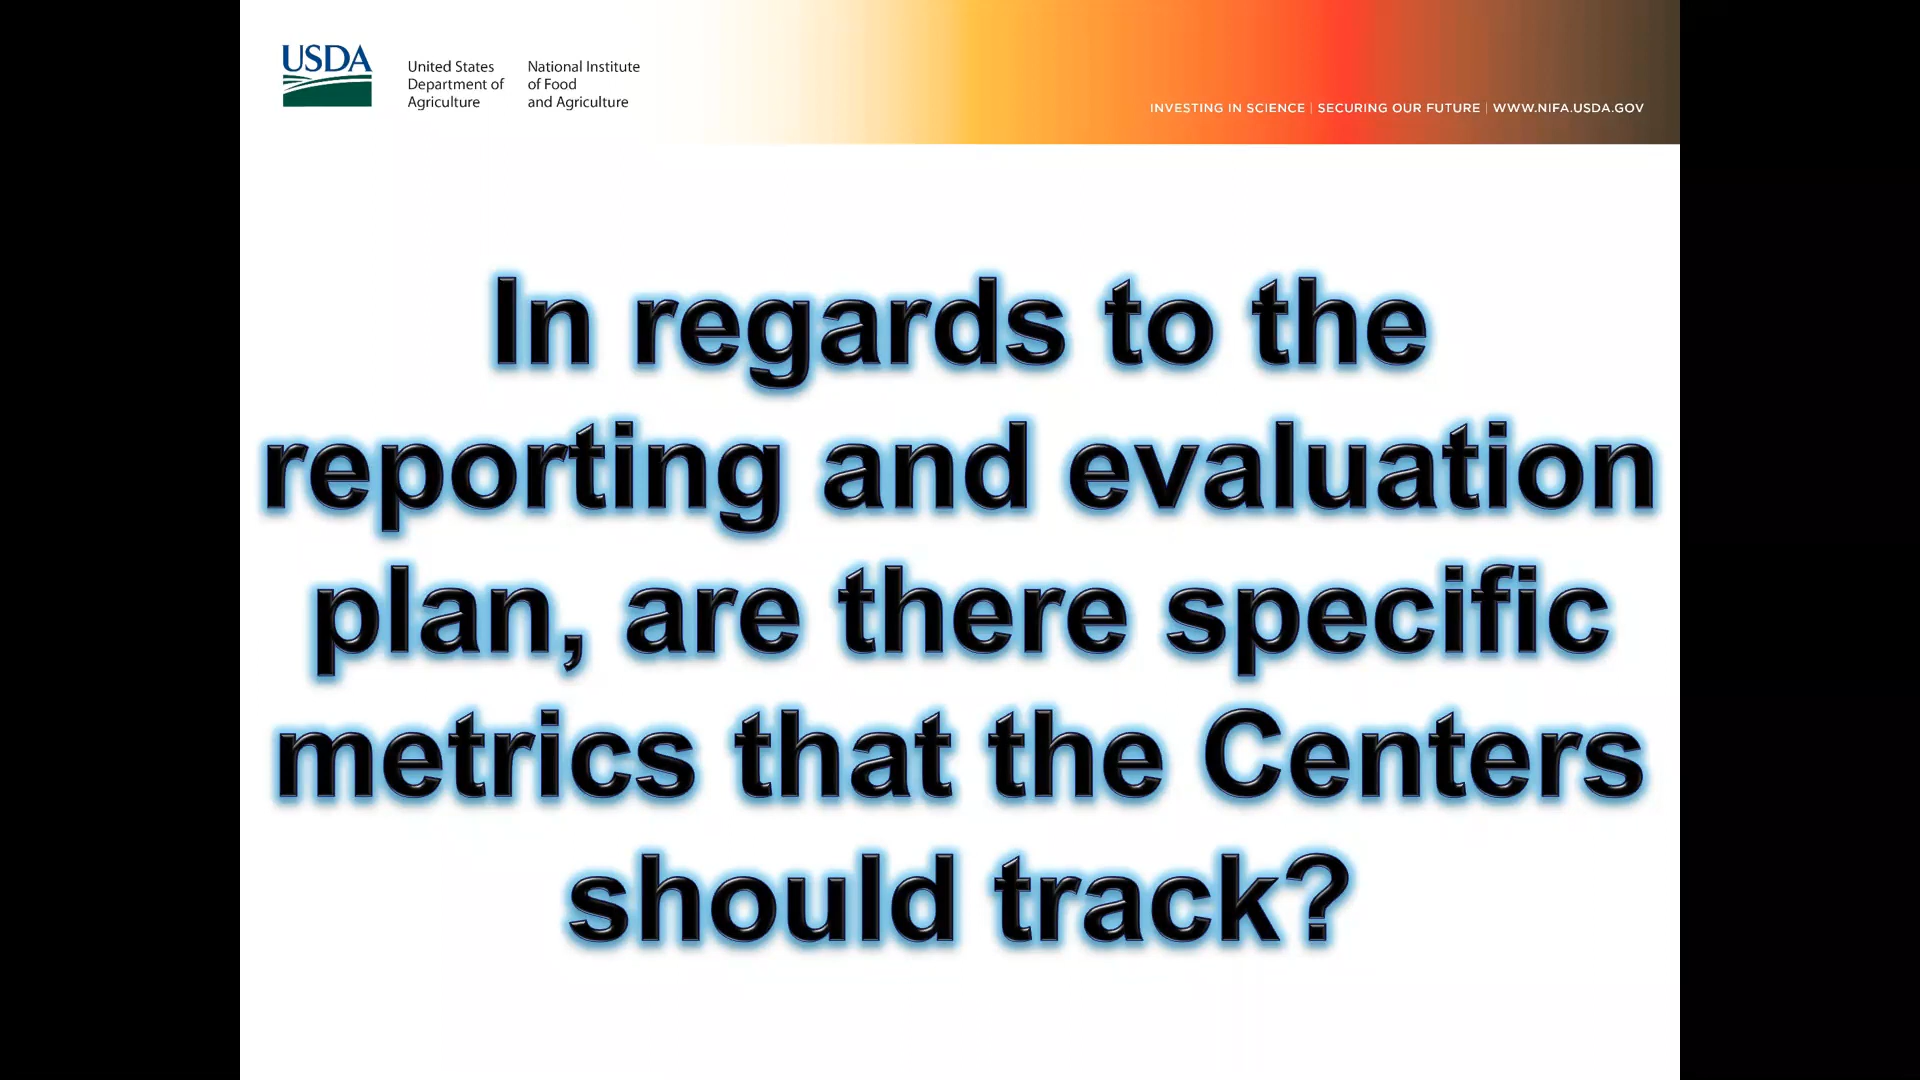 USDA
United States
Department of
Agriculture
National Institute
of Food
and Agriculture
INVESTING IN SCIENCE | SECURING OUR FUTURE | WWW.NIFA.USDA.GOV
In regards to the
reporting and evaluation
plan, are there specific
metrics that the Centers
should track?